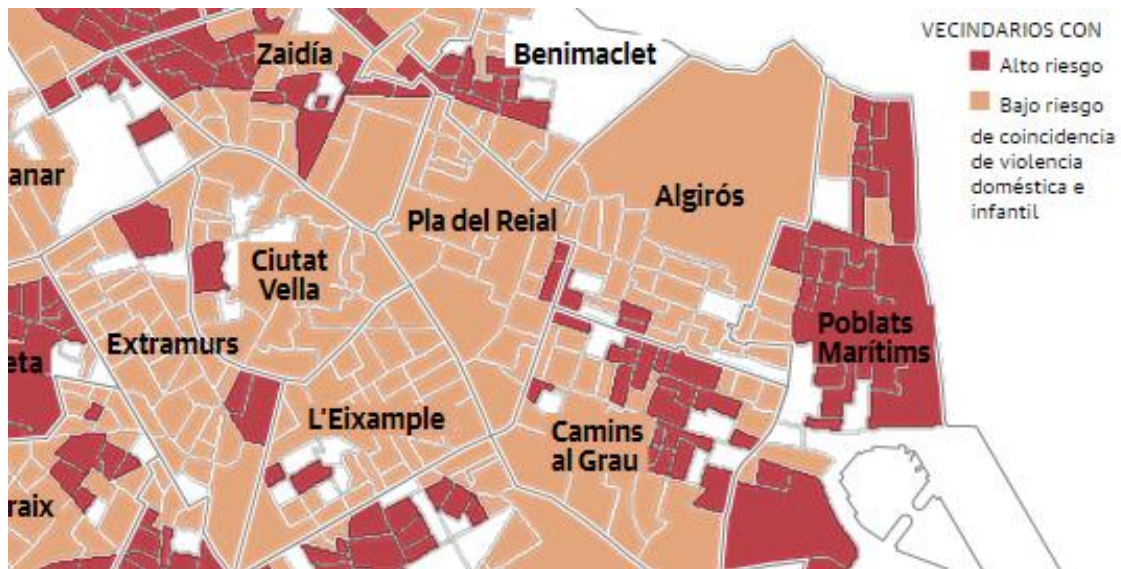 VECINDARIOS CON
Alto riesgo
Bajo riesgo
de coincidencia
de violencia
doméstica e
infantil
Zaidía
Benimaclet
anar
Pla del Reial
Algirós
Ciutat
Vella
Extramurs
eta
Poblats
Marítims
L'Eixample
Camins
al Grau
raix